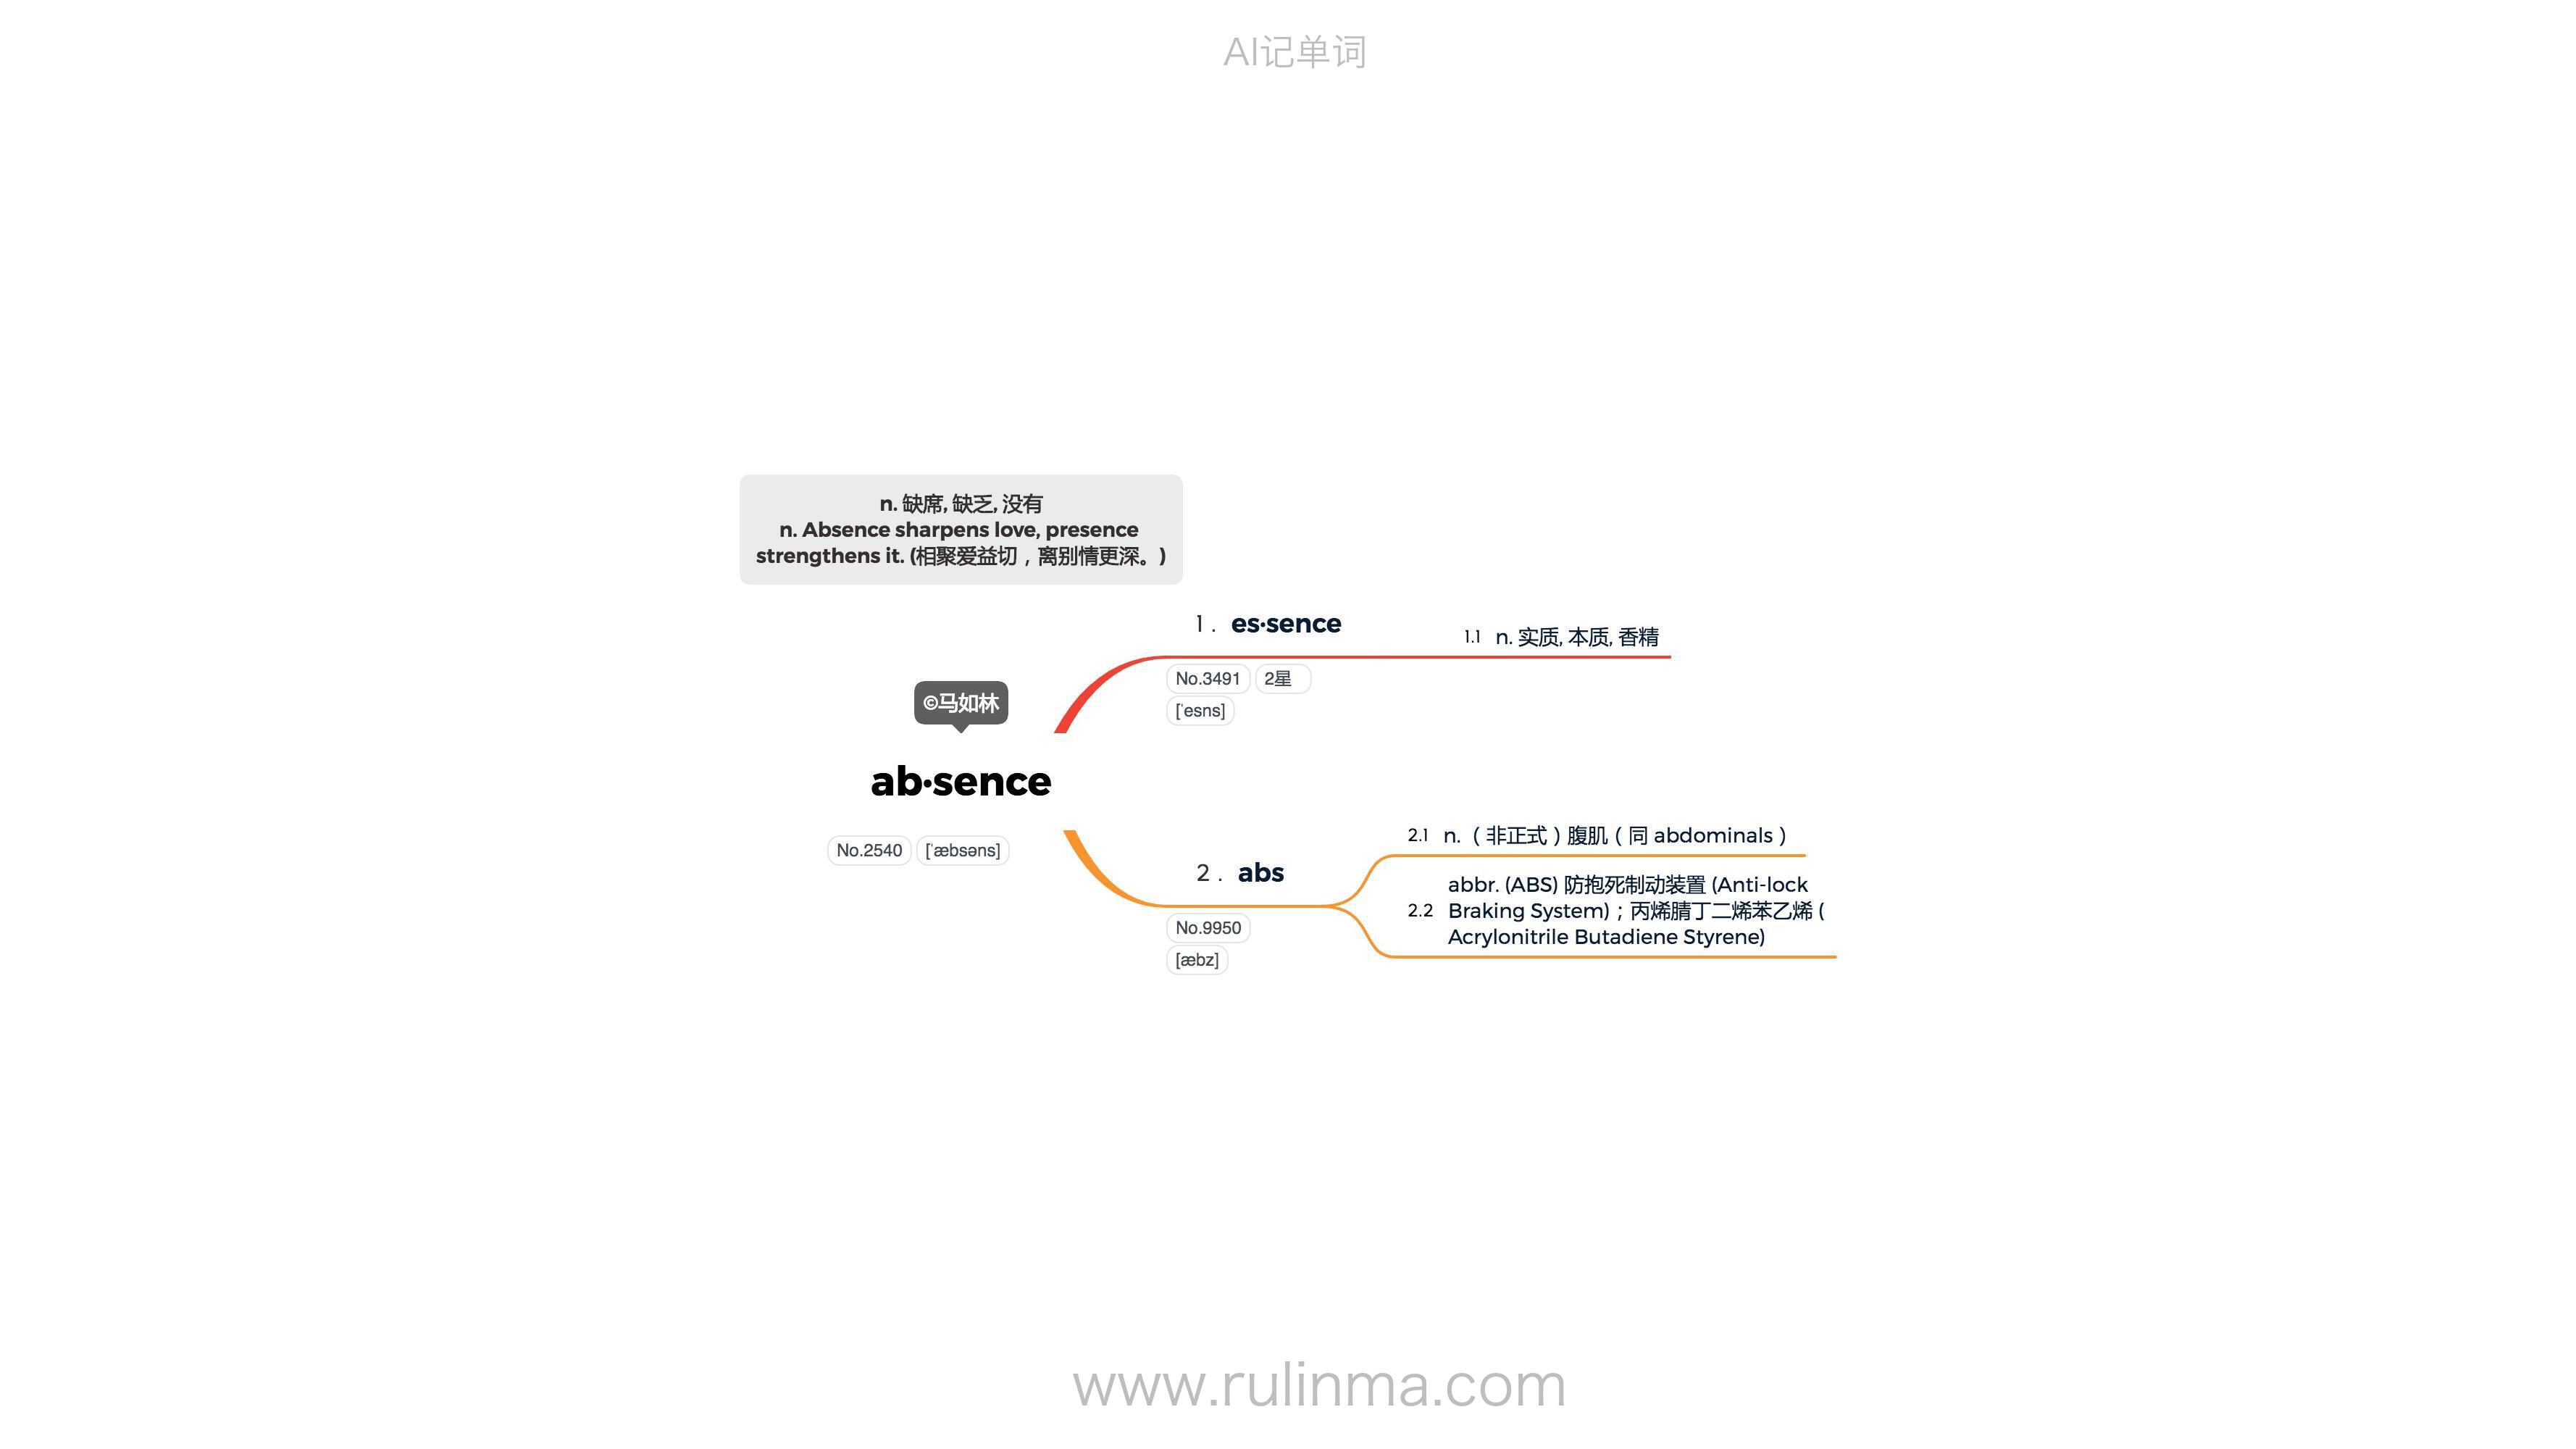 AI记单词
n. 缺席, 缺乏, 没有
n. Absence sharpens love, presence
strengthens it. (相聚爱益切，离别情更深。)
©马如林
ab·sence
No.2540 [ˈæbsəns]
1. es·sence
No.3491 2星
[ˈesns]
1.1 n. 实质, 本质, 香精
2. abs
No.9950
[æbz]
2.1 n.（非正式）腹肌（同 abdominals）
2.2 abbr. (ABS) 防抱死制动装置 (Anti-lock
Braking System)；丙烯腈丁二烯苯乙烯 (
Acrylonitrile Butadiene Styrene)
www.rulinma.com